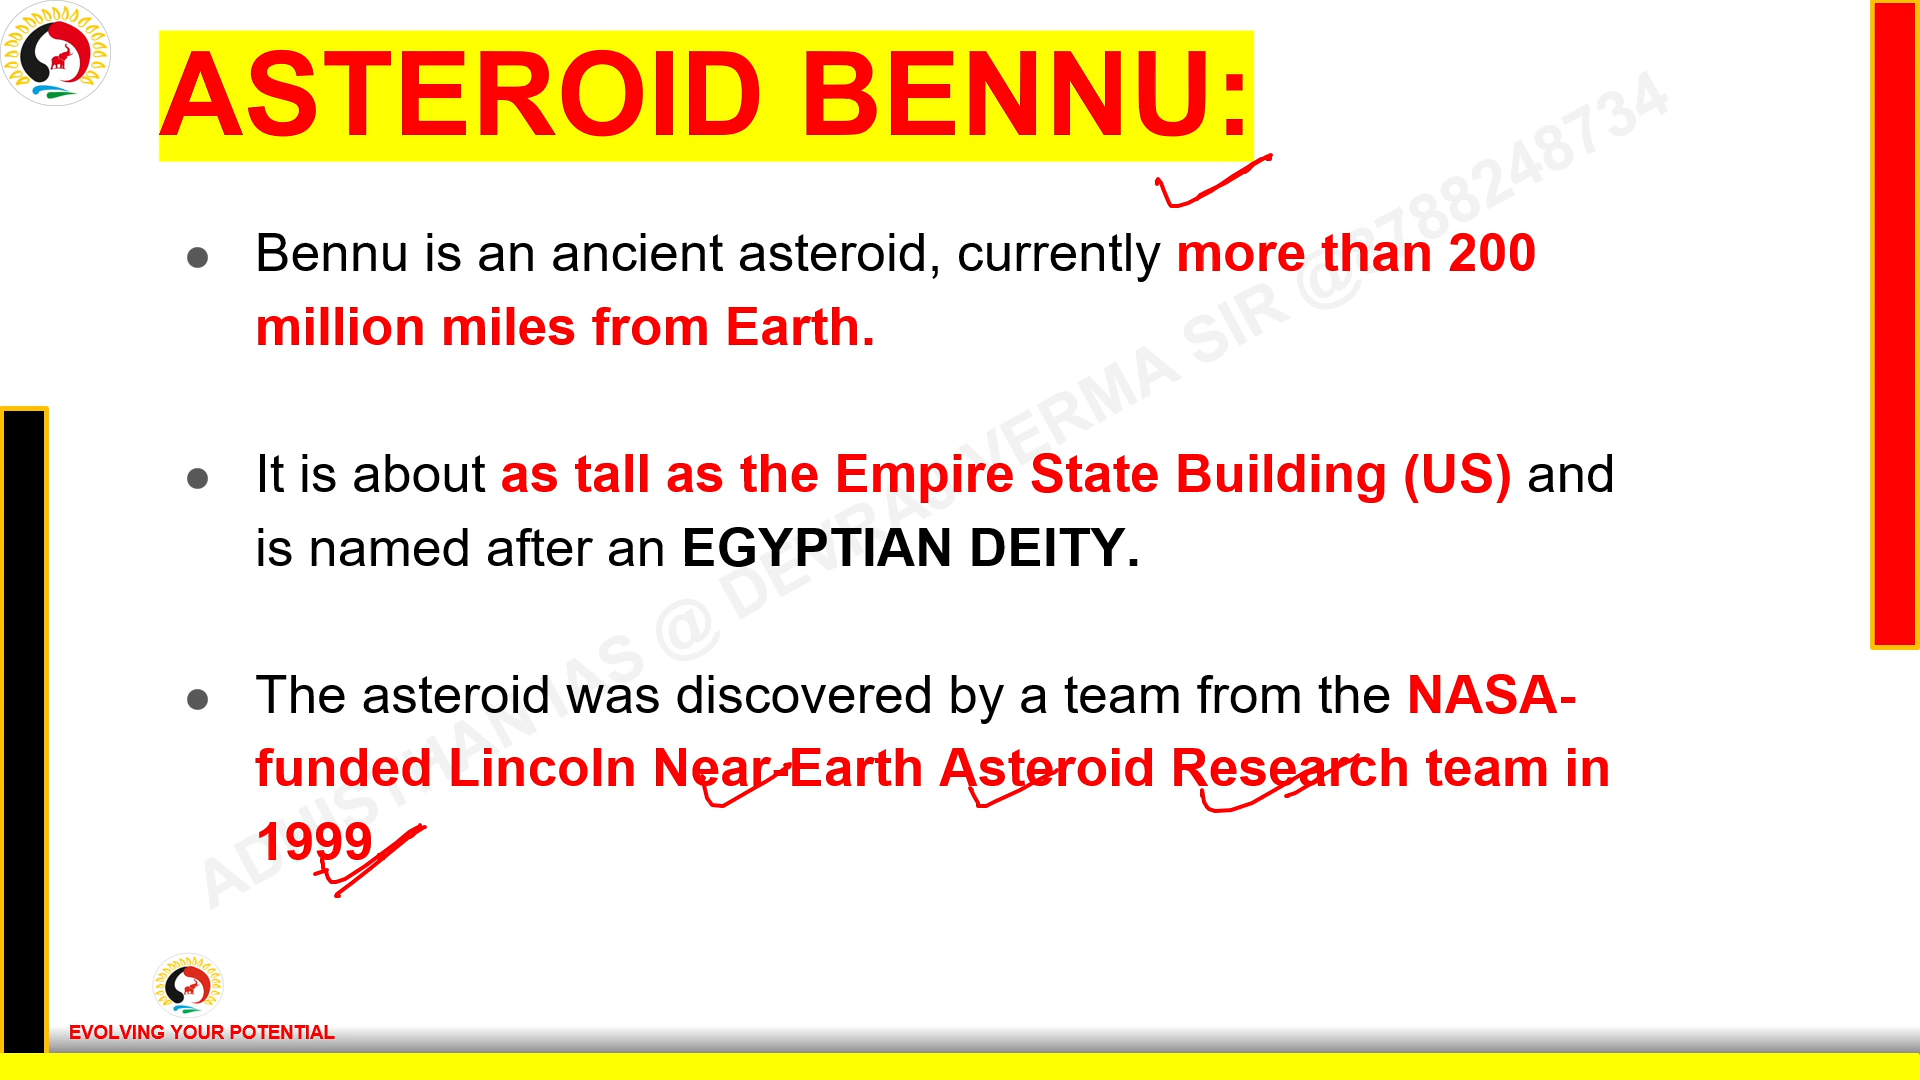 ASTEROID BENNU:
Bennu is an ancient asteroid, currently more than 200
million miles from Earth.
It is about as tall as the Empire State Building (US) and
is named after an EGYPTIAN DEITY.
The asteroid was discovered by a team from the NASA-
funded Lincoln Near-Earth Asteroid Research team in
1999.
EVOLVING YOUR POTENTIAL